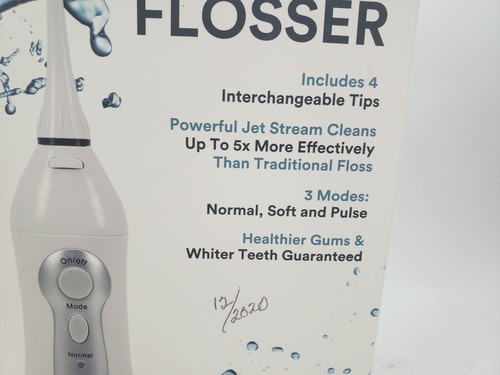 FLOSSER
Includes 4
Interchangeable Tips
Powerful Jet Stream Cleans
Up To 5x More Effectively
Than Traditional Floss
3 Modes:
Normal, Soft and Pulse
Healthier Gums &
Whiter Teeth Guaranteed
On/off
Mode
Normal
12/2020